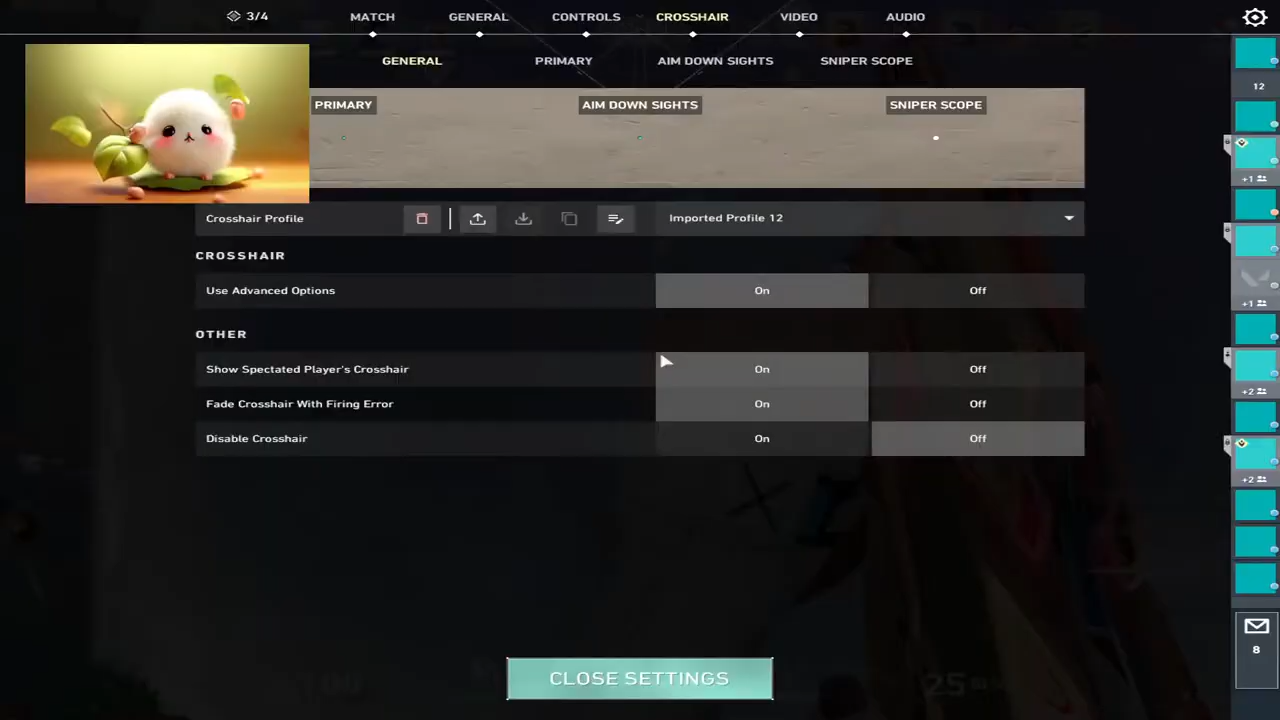 3/4
MATCH GENERAL CONTROLS CROSSHAIR VIDEO AUDIO
GENERAL PRIMARY AIM DOWN SIGHTS SNIPER SCOPE
PRIMARY AIM DOWN SIGHTS SNIPER SCOPE
Crosshair Profile Imported Profile 12
CROSSHAIR
Use Advanced Options On Off
OTHER
Show Spectated Player's Crosshair On Off
Fade Crosshair With Firing Error On Off
Disable Crosshair On Off
CLOSE SETTINGS
25
12
+1
+1
+2
+2
8